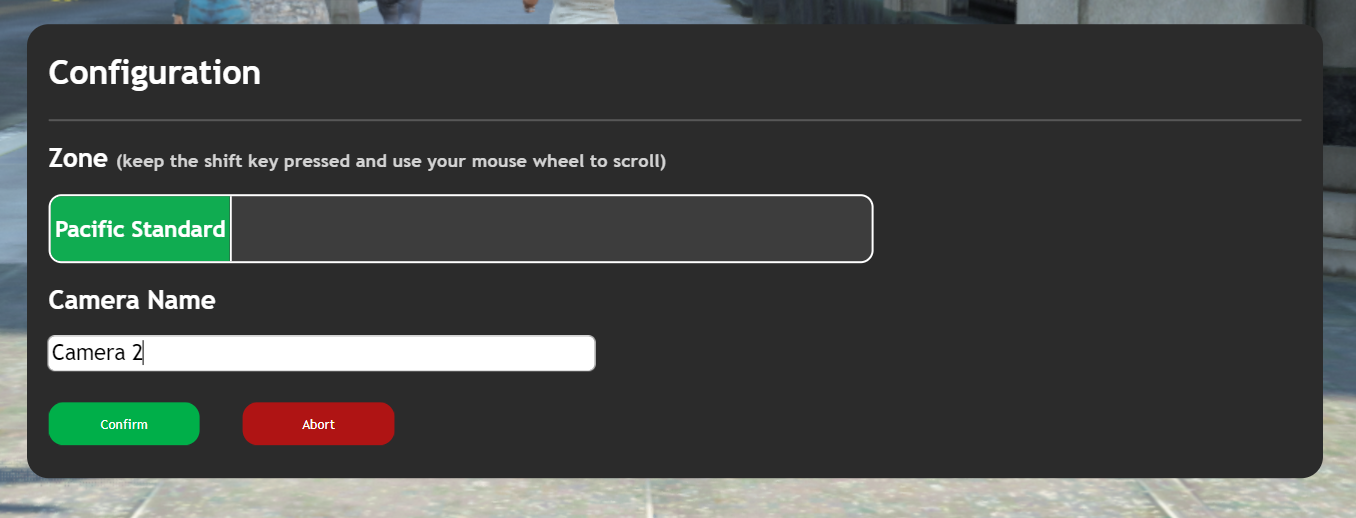 Configuration
Zone (keep the shift key pressed and use your mouse wheel to scroll)
Pacific Standard
Camera Name
Camera 2
Confirm Abort